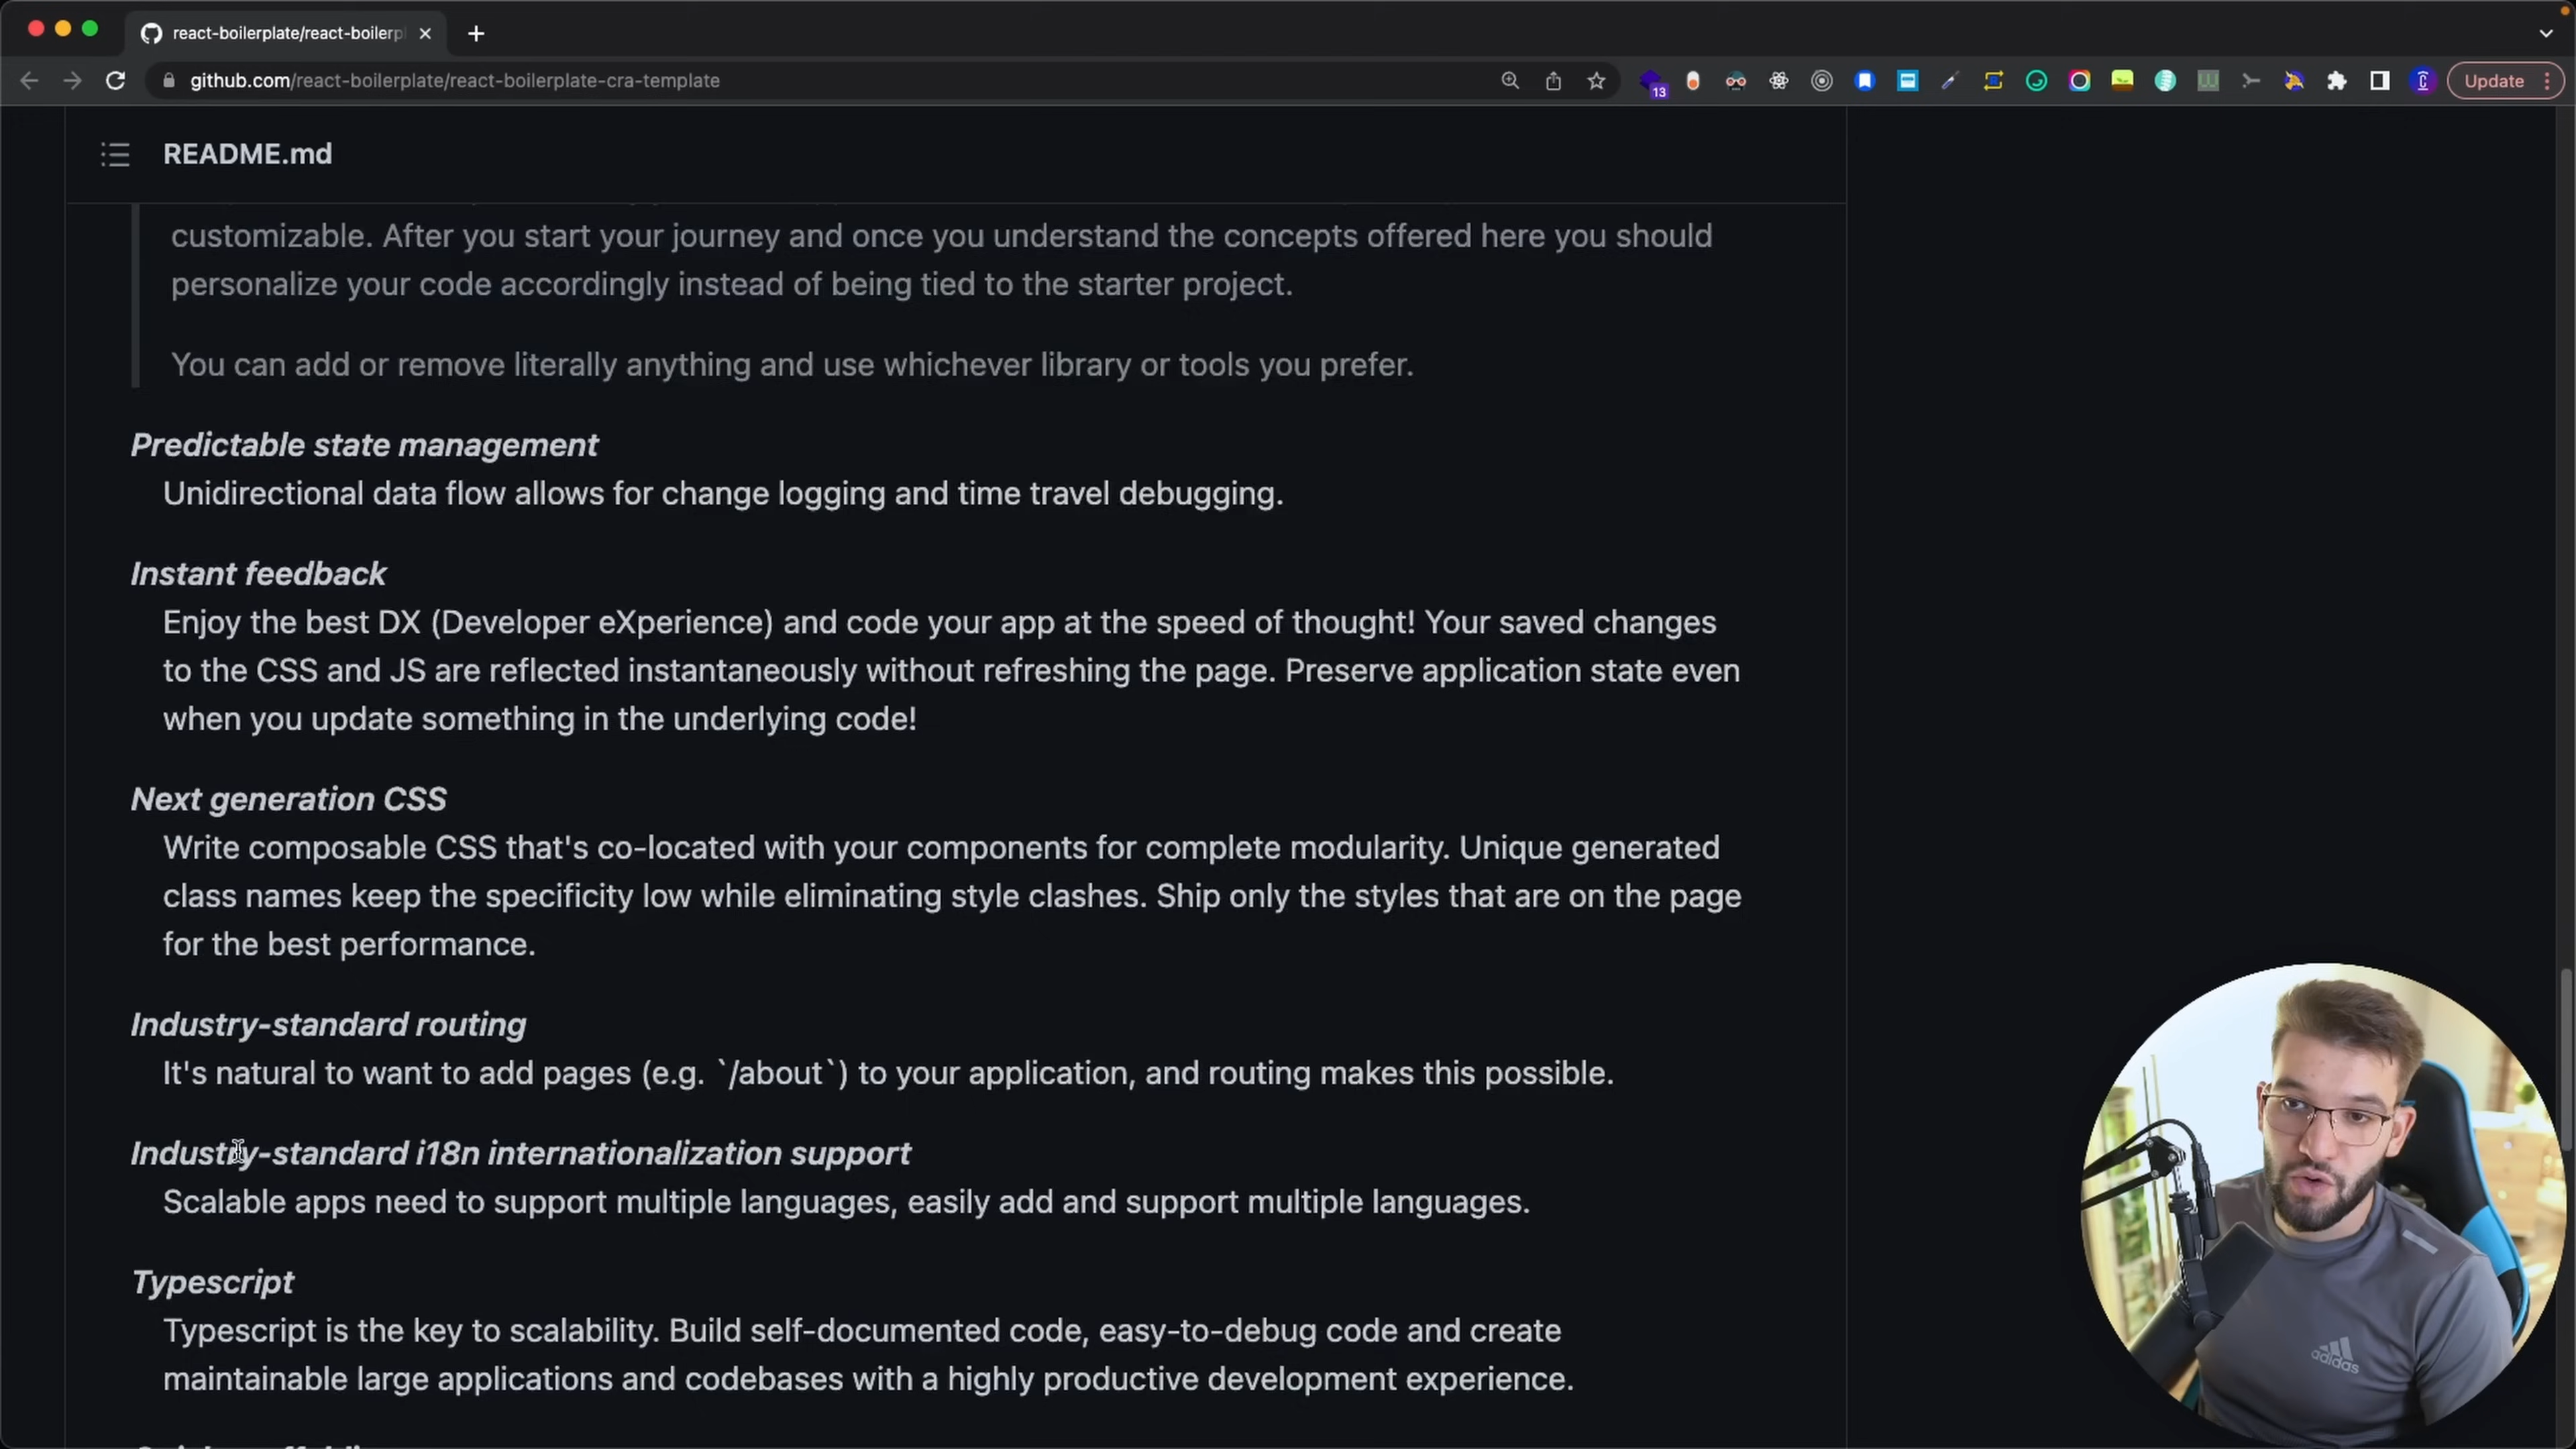 react-boilerplate/react-boilerp
github.com/react-boilerplate/react-boilerplate-cra-template
13
Update
README.md
customizable. After you start your journey and once you understand the concepts offered here you should
personalize your code accordingly instead of being tied to the starter project.
You can add or remove literally anything and use whichever library or tools you prefer.
Predictable state management
Unidirectional data flow allows for change logging and time travel debugging.
Instant feedback
Enjoy the best DX (Developer eXperience) and code your app at the speed of thought! Your saved changes
to the CSS and JS are reflected instantaneously without refreshing the page. Preserve application state even
when you update something in the underlying code!
Next generation CSS
Write composable CSS that's co-located with your components for complete modularity. Unique generated
class names keep the specificity low while eliminating style clashes. Ship only the styles that are on the page
for the best performance.
Industry-standard routing
It's natural to want to add pages (e.g. `/about`) to your application, and routing makes this possible.
Industry-standard i18n internationalization support
Scalable apps need to support multiple languages, easily add and support multiple languages.
Typescript
Typescript is the key to scalability. Build self-documented code, easy-to-debug code and create
maintainable large applications and codebases with a highly productive development experience.
adidas